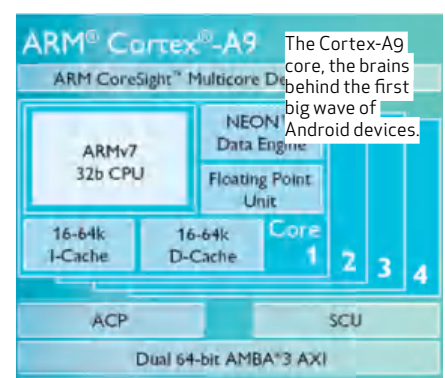 ARM® Cortex®-A9
The Cortex-A9
core, the brains
behind the first
big wave of
Android devices.
ARM CoreSight™ Multicore De
ARMv7
32b CPU
NEON™
Data Engine
Floating Point
Unit
16-64k
I-Cache
16-64k
D-Cache
Core
1
2
3
4
ACP
SCU
Dual 64-bit AMBA®3 AXI